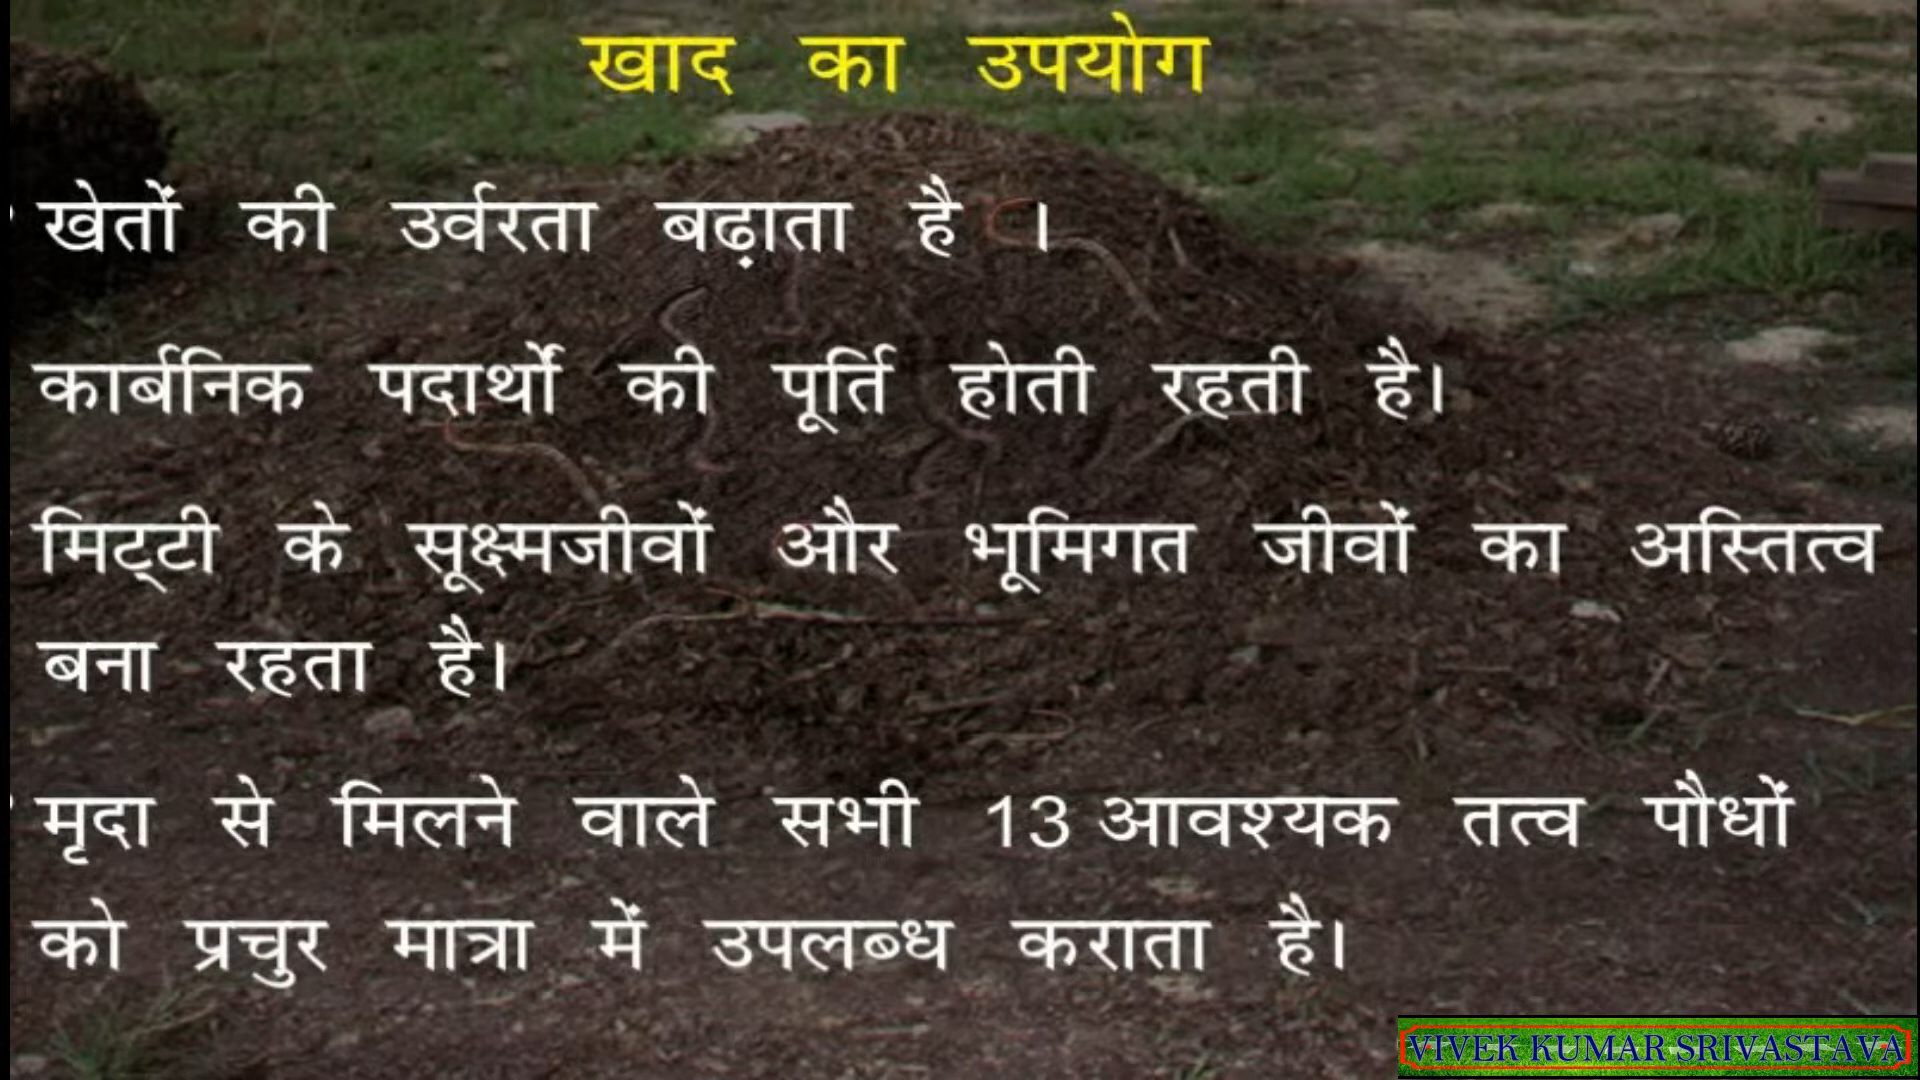 खाद का उपयोग
खेतों की उर्वरता बढ़ाता है ।
कार्बनिक पदार्थों की पूर्ति होती रहती है।
मिट्टी के सूक्ष्मजीवों और भूमिगत जीवों का अस्तित्व
बना रहता है।
मृदा से मिलने वाले सभी 13 आवश्यक तत्व पौधों
को प्रचुर मात्रा में उपलब्ध कराता है।
VIVEK KUMAR SRIVASTAVA